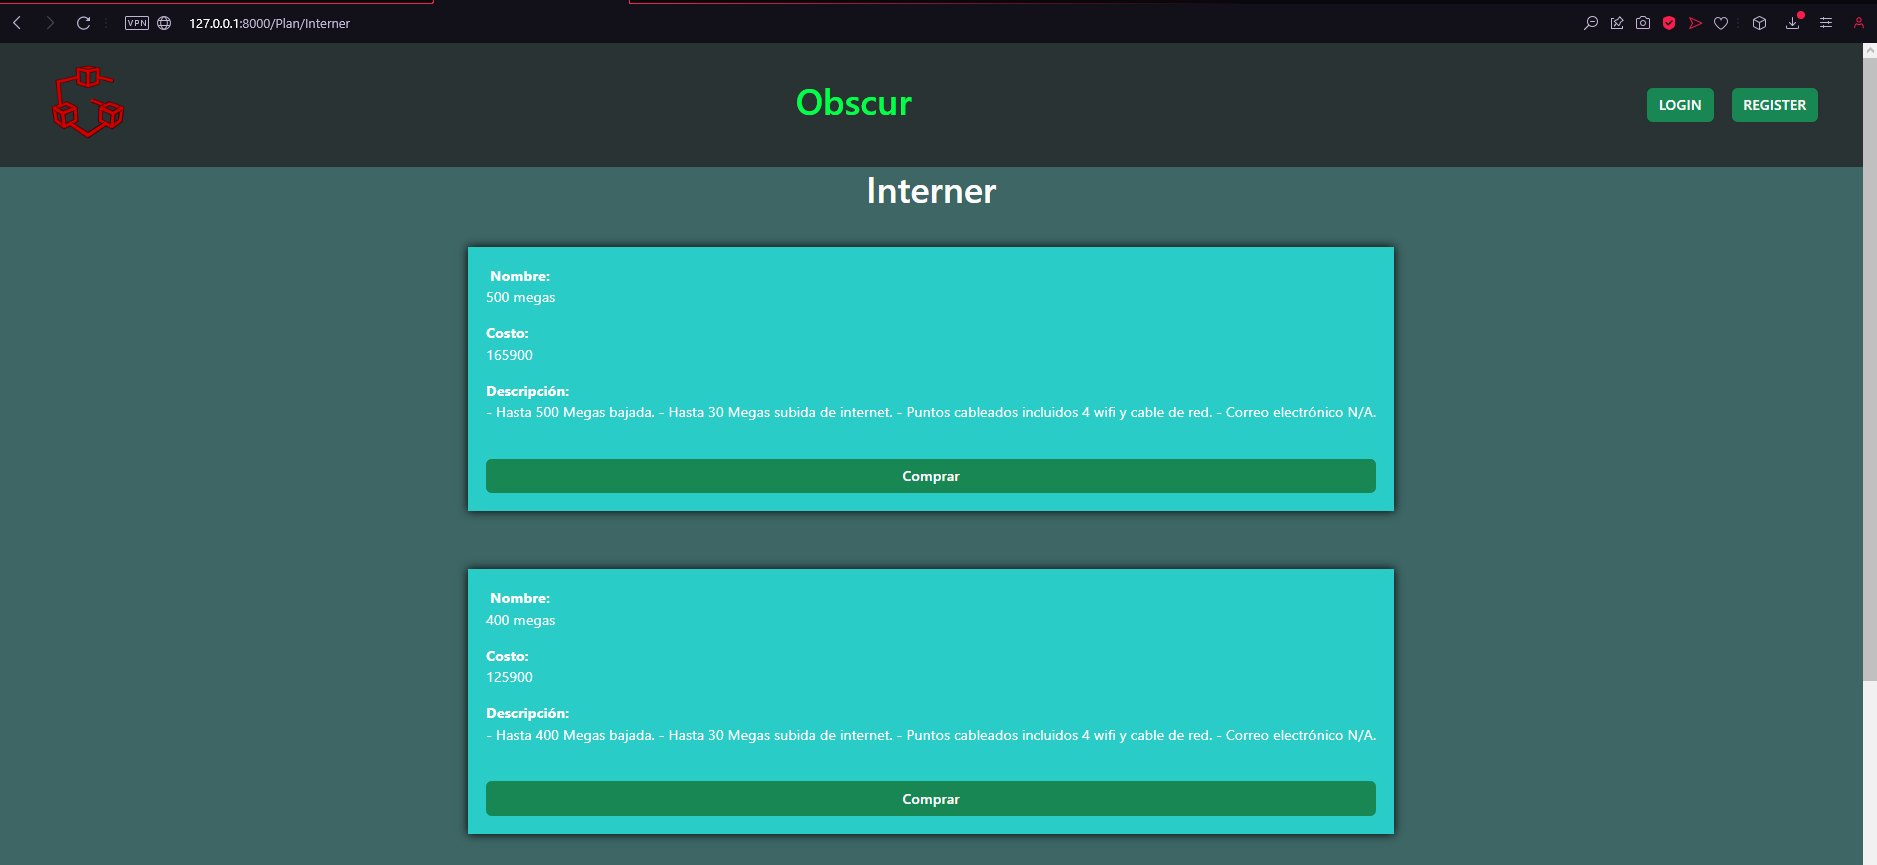 VPN 127.0.0.1:8000/Plan/Interner
Obscur
LOGIN REGISTER
Interner
Nombre:
500 megas
Costo:
165900
Descripción:
- Hasta 500 Megas bajada. - Hasta 30 Megas subida de internet. - Puntos cableados incluidos 4 wifi y cable de red. - Correo electrónico N/A.
Comprar
Nombre:
400 megas
Costo:
125900
Descripción:
- Hasta 400 Megas bajada. - Hasta 30 Megas subida de internet. - Puntos cableados incluidos 4 wifi y cable de red. - Correo electrónico N/A.
Comprar